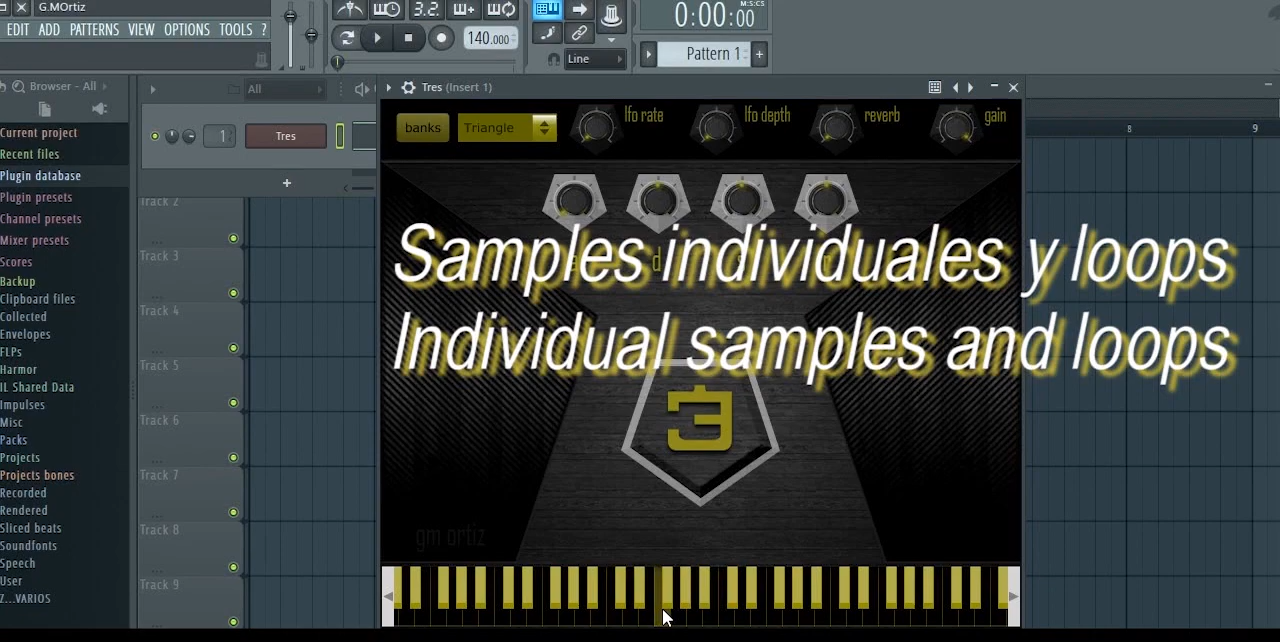 G.MOrtiz
EDIT ADD PATTERNS VIEW OPTIONS TOOLS ?
3.2.
140.000
Line
0:00:00
M:S:CS
Pattern 1
Browser - All
All
Tres (Insert 1)
Current project
Recent files
Plugin database
Plugin presets
Channel presets
Mixer presets
Scores
Backup
Clipboard files
Collected
Envelopes
FLPs
Harmor
IL Shared Data
Impulses
Misc
Packs
Projects
Projects bones
Recorded
Rendered
Sliced beats
Soundfonts
Speech
User
Z...VARIOS
1
Tres
Track 2
Track 3
Track 4
Track 5
Track 6
Track 7
Track 8
Track 9
banks
Triangle
lfo rate
lfo depth
reverb
gain
8
9
d
Samples individuales y loops
Individual samples and loops
3
gm ortiz